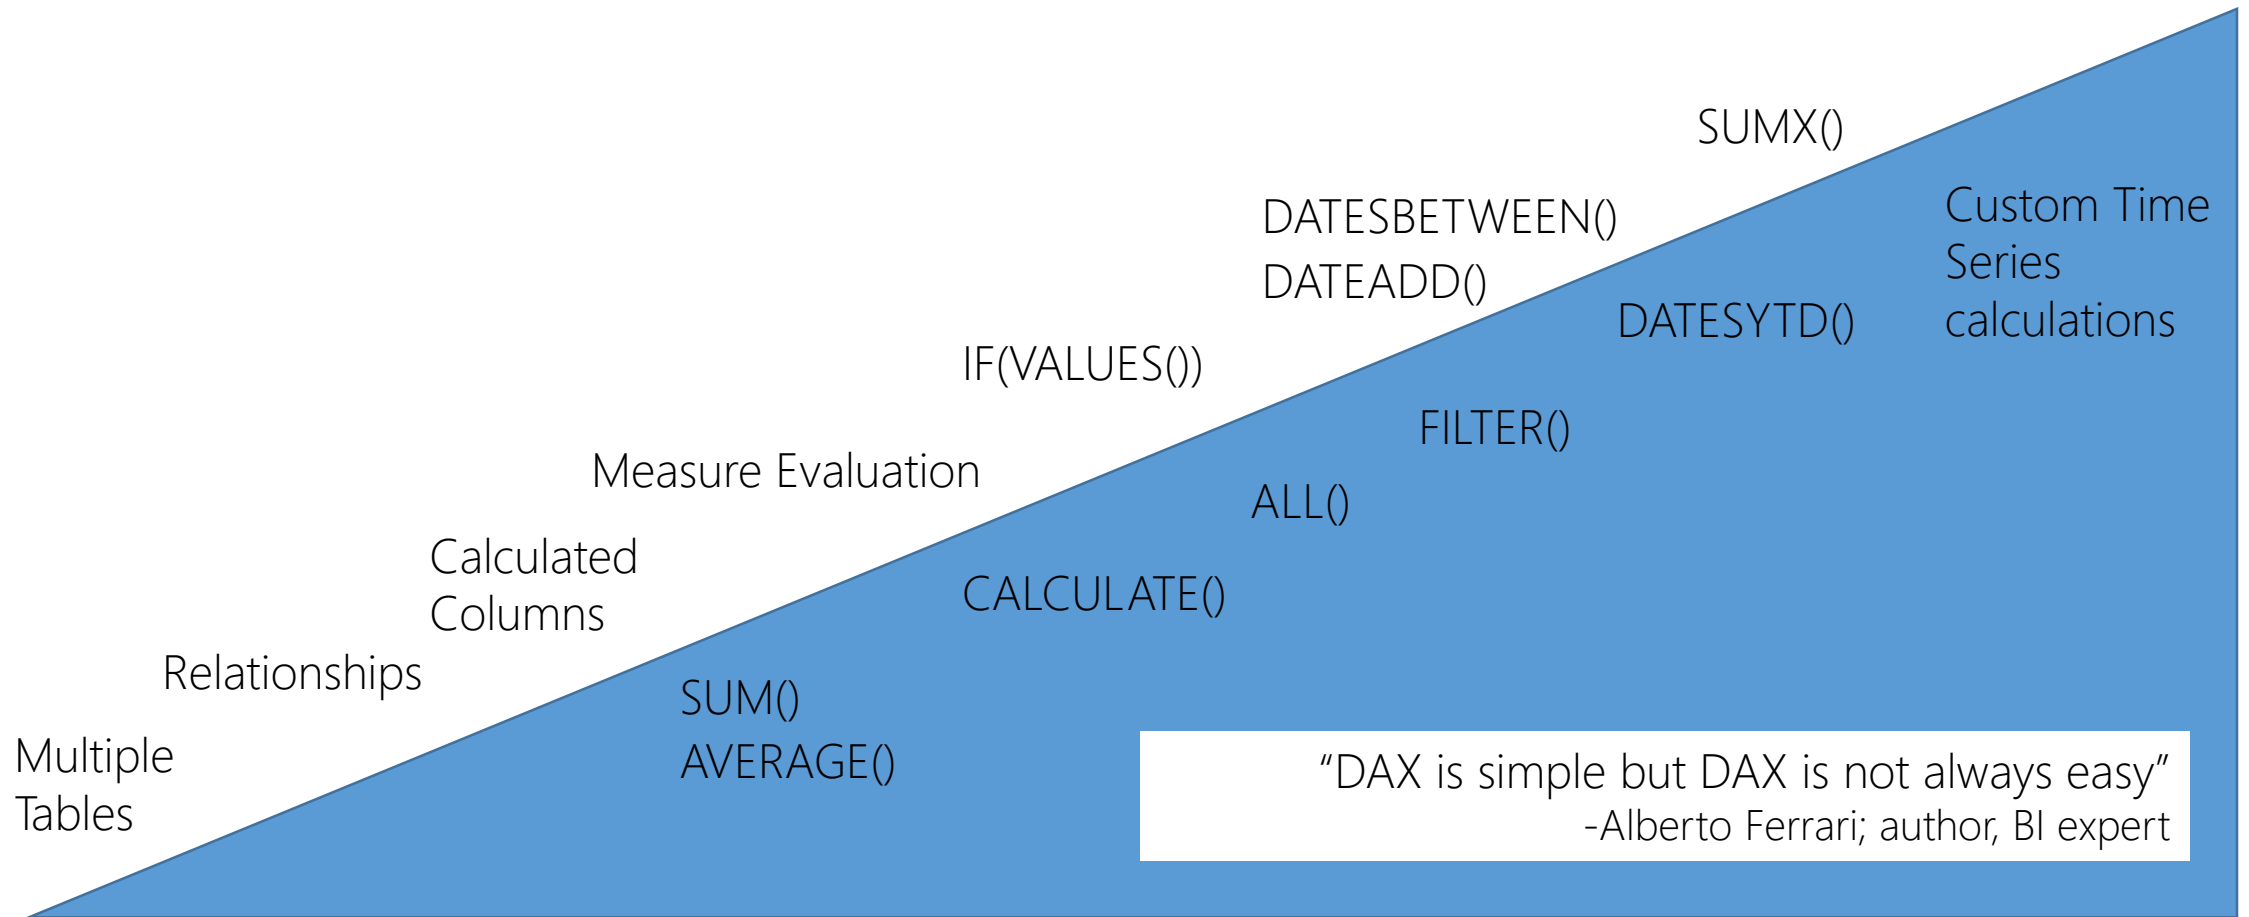 SUMX()
DATESBETWEEN()
DATEADD()
Custom Time
Series
calculations
DATESYTD()
IF(VALUES())
FILTER()
Measure Evaluation
ALL()
Calculated
Columns
CALCULATE()
Relationships
SUM()
AVERAGE()
Multiple
Tables
“DAX is simple but DAX is not always easy”
-Alberto Ferrari; author, BI expert